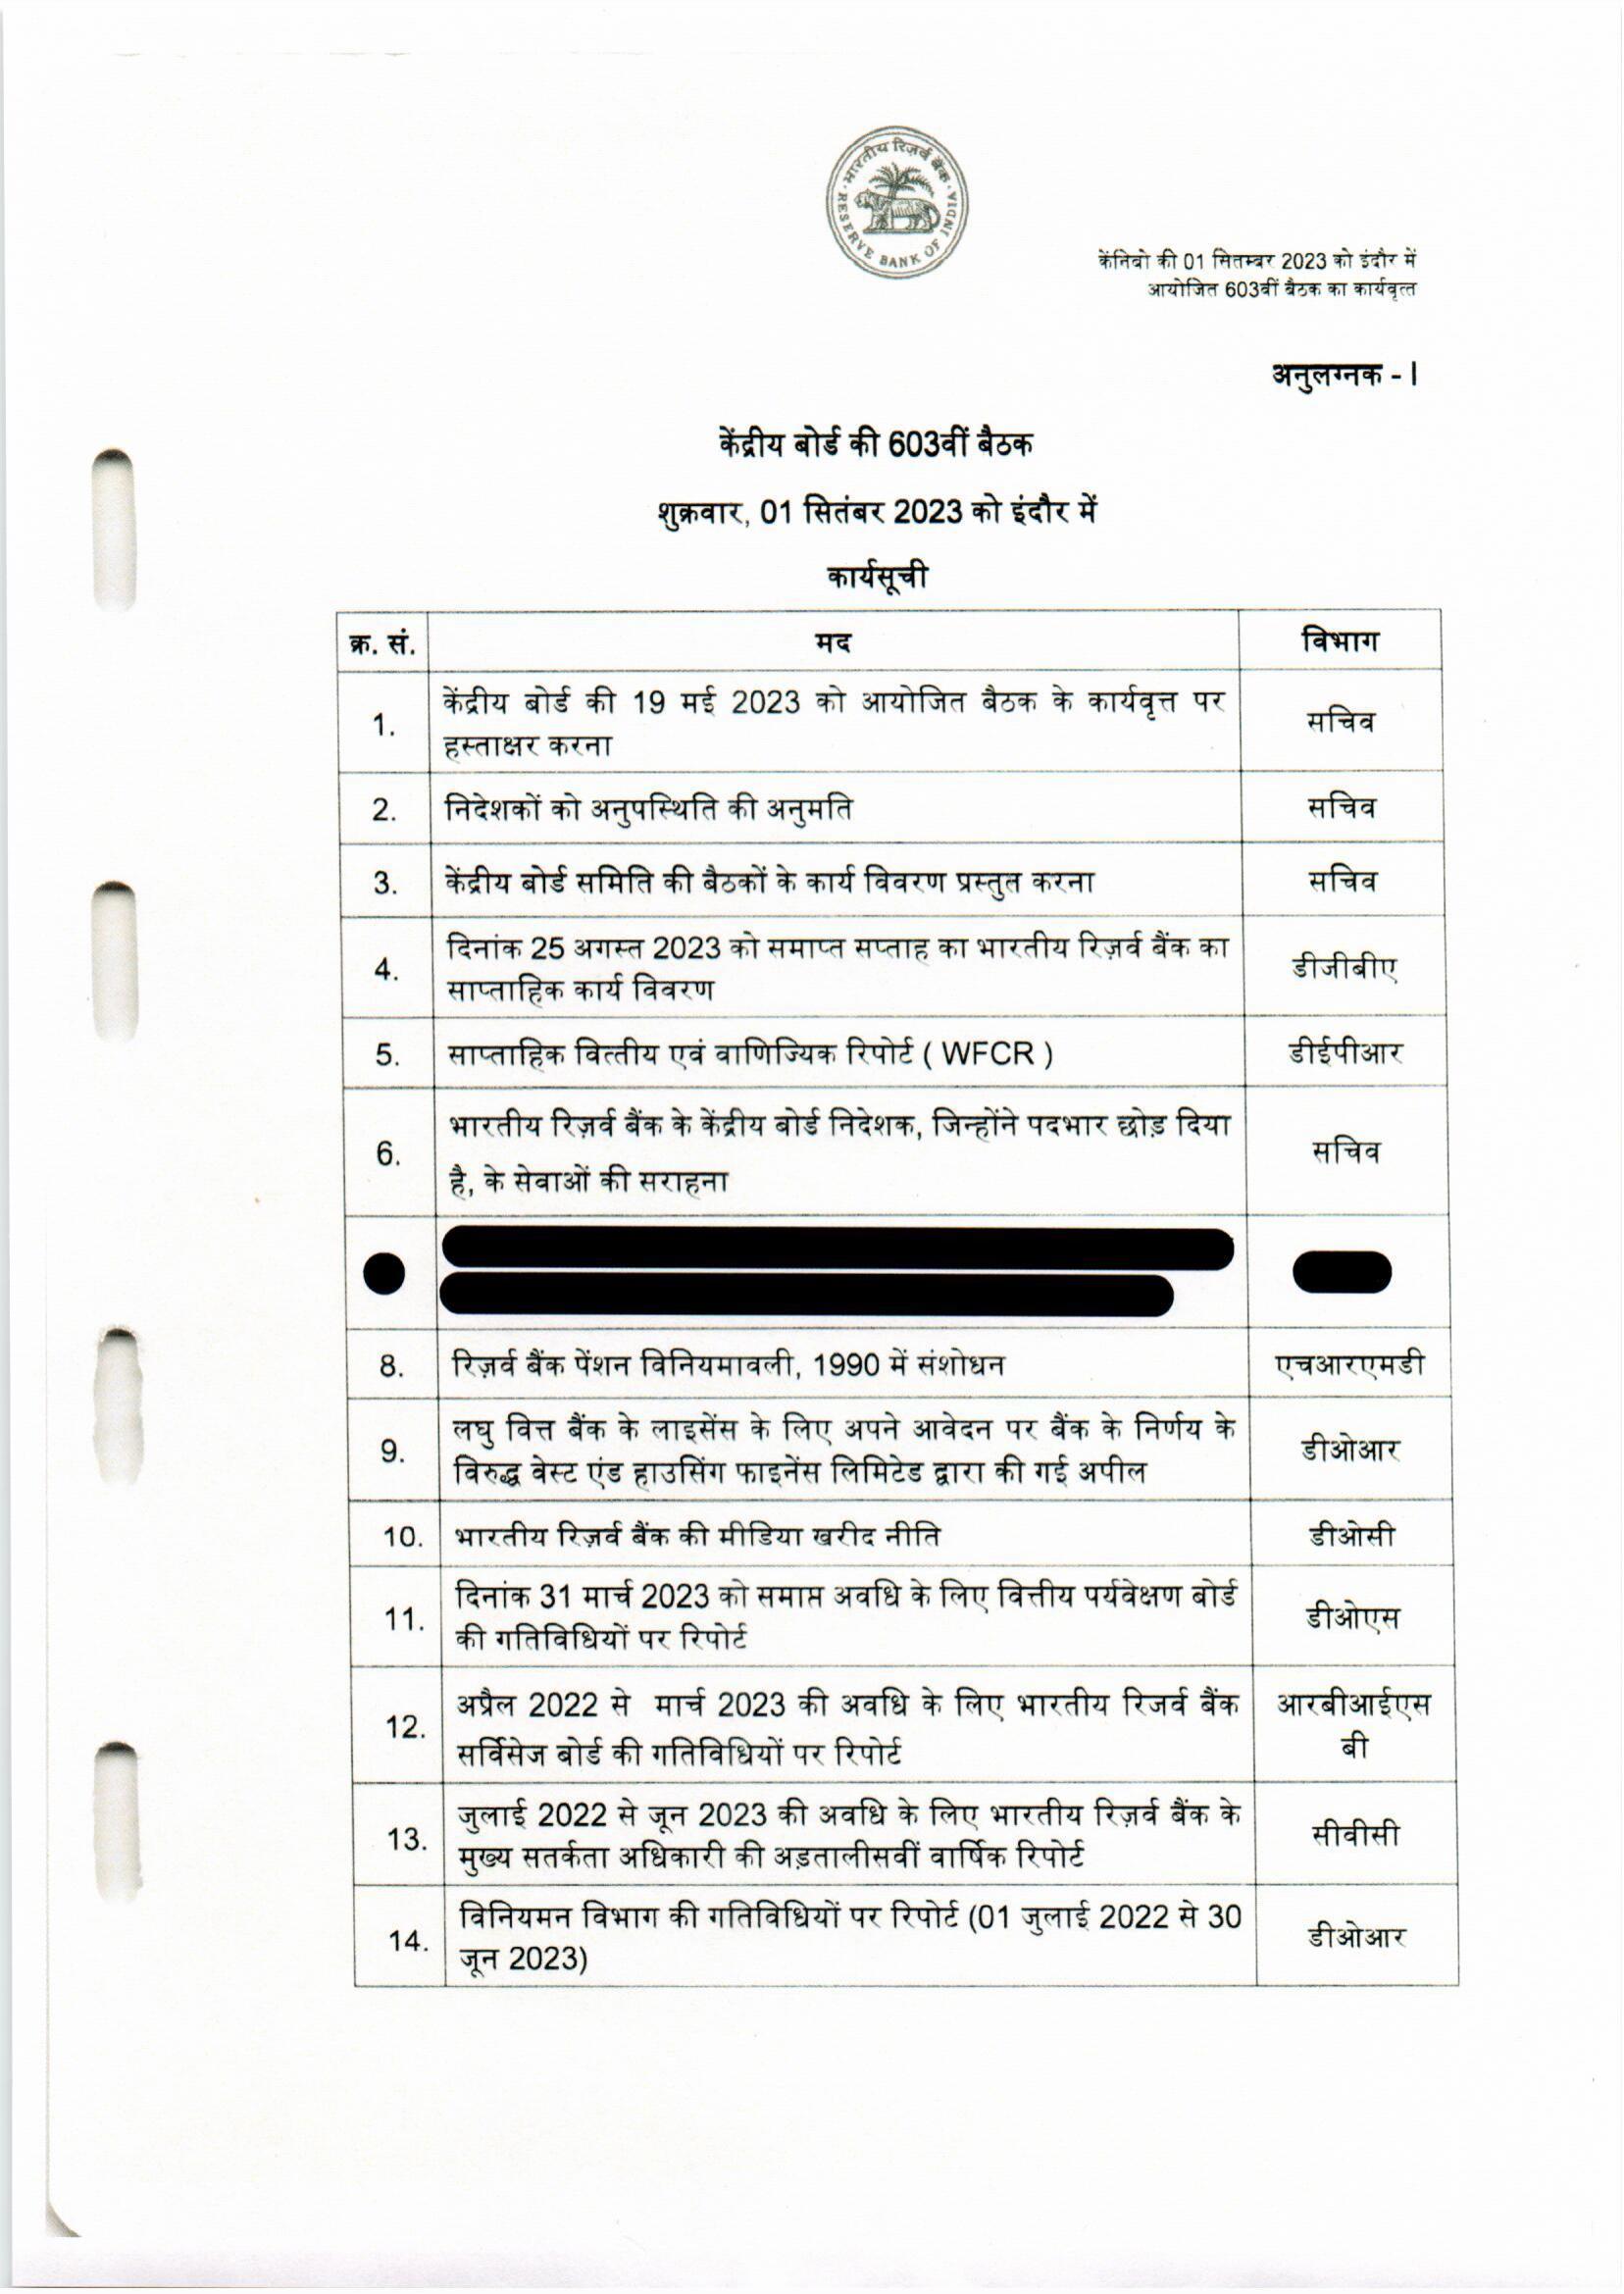 भारतीय रिज़र्व बैंक
RESERVE BANK OF INDIA
केंनिबो की 01 सितम्बर 2023 को इंदौर में
आयोजित 603वीं बैठक का कार्यवृत्त
अनुलग्नक - I
केंद्रीय बोर्ड की 603वीं बैठक
शुक्रवार, 01 सितंबर 2023 को इंदौर में
कार्यसूची
क्र. सं. मद विभाग
केंद्रीय बोर्ड की 19 मई 2023 को आयोजित बैठक के कार्यवृत्त पर
1. सचिव
हस्ताक्षर करना
2. निदेशकों को अनुपस्थिति की अनुमति सचिव
3. केंद्रीय बोर्ड समिति की बैठकों के कार्य विवरण प्रस्तुत करना सचिव
दिनांक 25 अगस्त 2023 को समाप्त सप्ताह का भारतीय रिज़र्व बैंक का
4. डीजीबीए
साप्ताहिक कार्य विवरण
5. साप्ताहिक वित्तीय एवं वाणिज्यिक रिपोर्ट ( WFCR ) डीईपीआर
भारतीय रिज़र्व बैंक के केंद्रीय बोर्ड निदेशक, जिन्होंने पदभार छोड़ दिया
6. सचिव
है, के सेवाओं की सराहना
8. रिज़र्व बैंक पेंशन विनियमावली, 1990 में संशोधन एचआरएमडी
लघु वित्त बैंक के लाइसेंस के लिए अपने आवेदन पर बैंक के निर्णय के
9. डीओआर
विरुद्ध वेस्ट एंड हाउसिंग फाइनेंस लिमिटेड द्वारा की गई अपील
10. भारतीय रिज़र्व बैंक की मीडिया खरीद नीति डीओसी
दिनांक 31 मार्च 2023 को समाप्त अवधि के लिए वित्तीय पर्यवेक्षण बोर्ड
11. डीओएस
की गतिविधियों पर रिपोर्ट
अप्रैल 2022 से मार्च 2023 की अवधि के लिए भारतीय रिजर्व बैंक आरबीआईएस
12.
सर्विसेज बोर्ड की गतिविधियों पर रिपोर्ट बी
जुलाई 2022 से जून 2023 की अवधि के लिए भारतीय रिज़र्व बैंक के
13. सीवीसी
मुख्य सतर्कता अधिकारी की अड़तालीसवीं वार्षिक रिपोर्ट
विनियमन विभाग की गतिविधियों पर रिपोर्ट (01 जुलाई 2022 से 30
14. डीओआर
जून 2023)